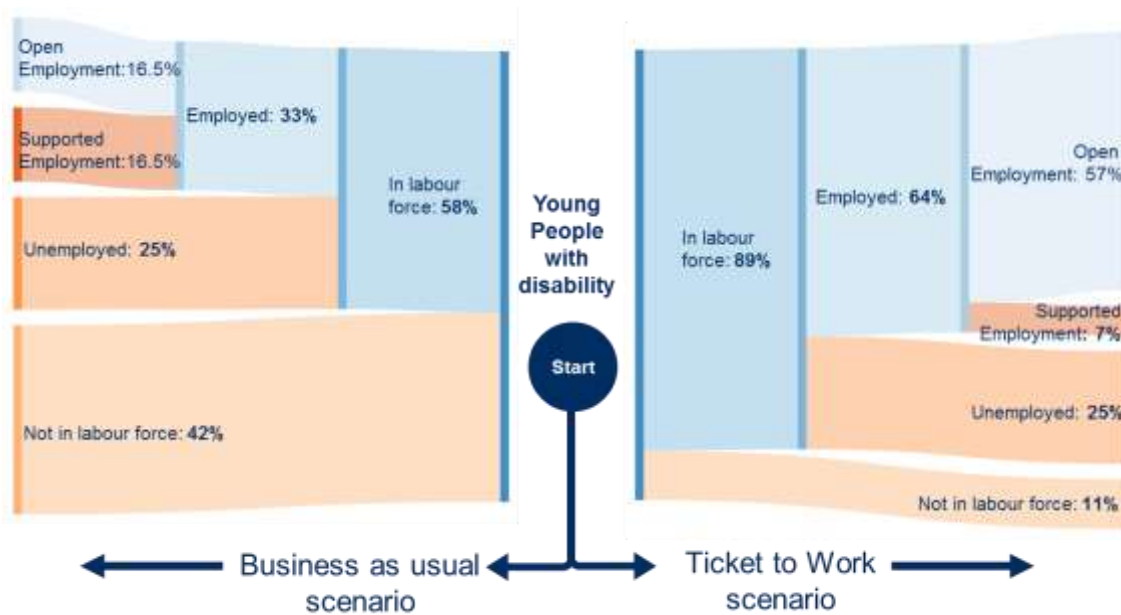 Open
Employment:16.5%
Supported
Employment:16.5%
Employed: 33%
Unemployed: 25%
In labour
force: 58%
Not in labour force: 42%
Young
People
with
disability
Start
In labour
force: 89%
Employed: 64%
Open
Employment: 57%
Supported
Employment: 7%
Unemployed: 25%
Not in labour force: 11%
Business as usual
scenario
Ticket to Work
scenario